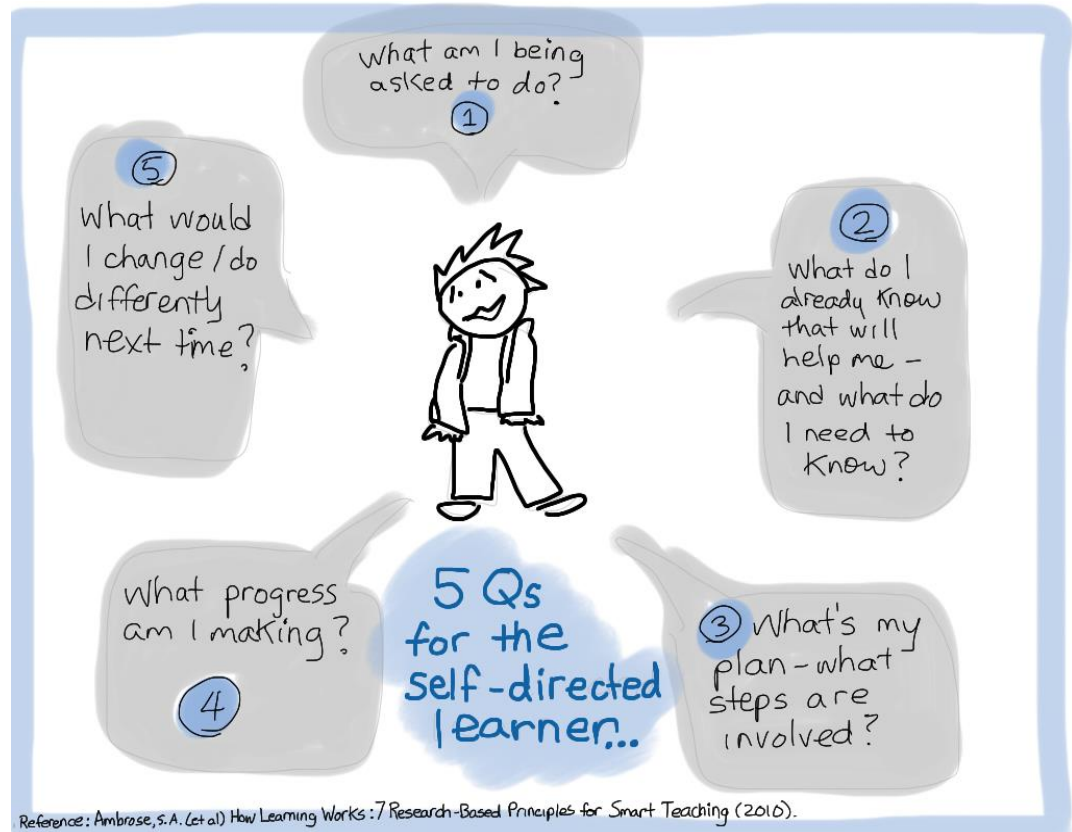 What am I being
asked to do?
1
2
What do I
already know
that will
help me -
and what do
I need to
know?
3 What's my
plan - what
steps are
involved?
What progress
am I making?
4
5
What would
I change / do
differently
next time?
5 Qs
for the
self-directed
learner...
Reference: Ambrose, S.A. (et al) How Learning Works: 7 Research-Based Principles for Smart Teaching (2010).